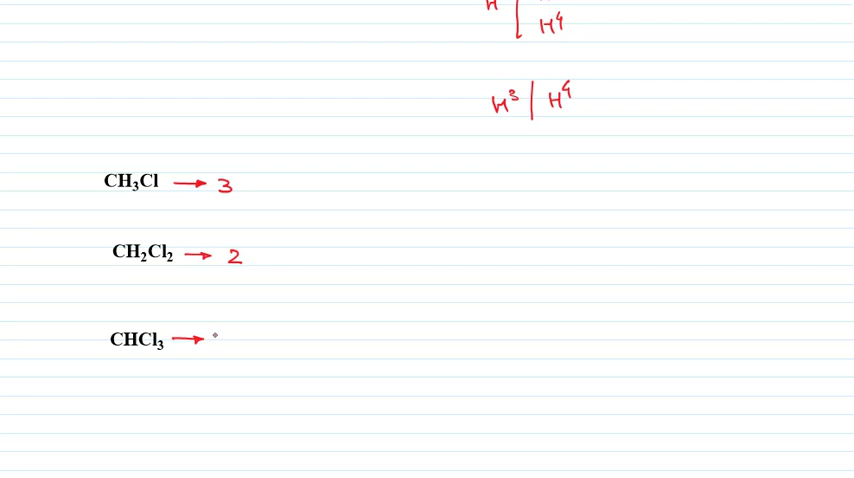 H
H⁴
H³ | H⁴
CH₃Cl → 3
CH₂Cl₂ → 2
CHCl₃ →